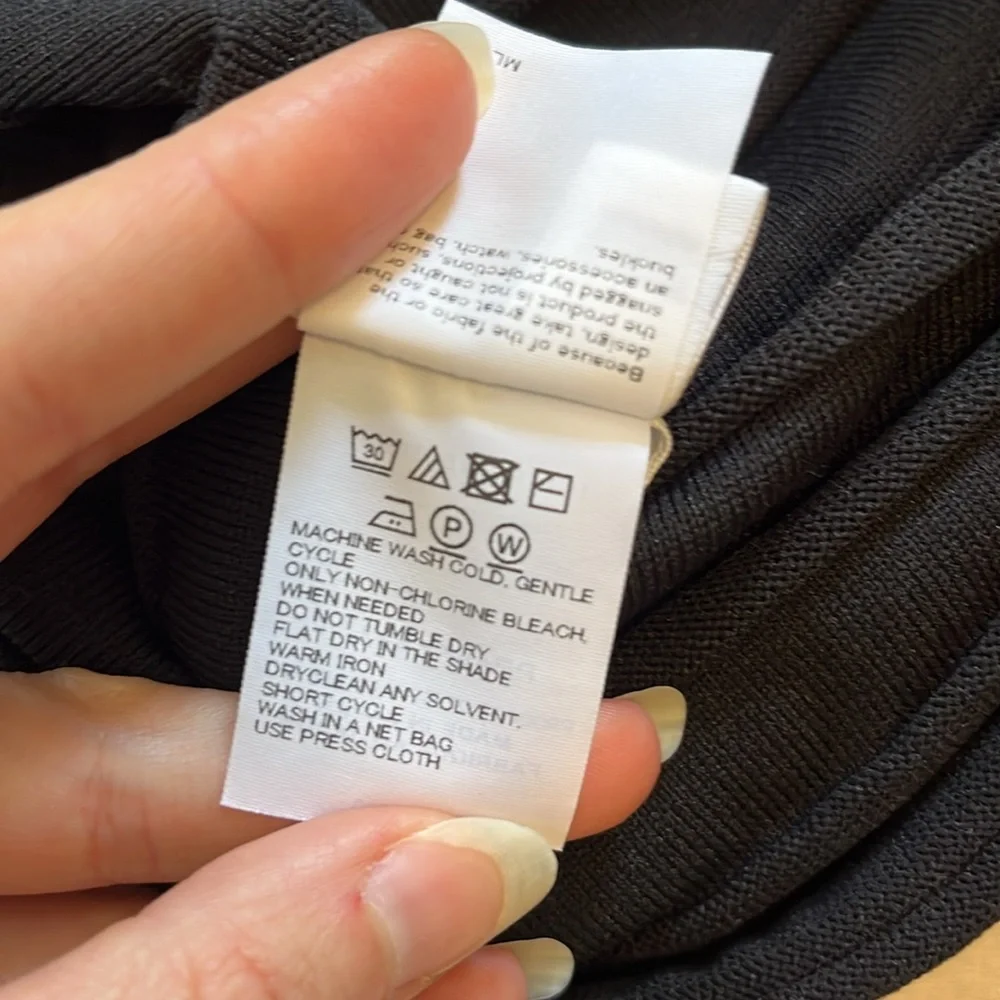 Because of the fabric or the
design, take great care so that
the product is not caught or
snagged by projections, such
an accessories, watch, bag
buckles.
30
P W
MACHINE WASH COLD, GENTLE
CYCLE
ONLY NON-CHLORINE BLEACH,
WHEN NEEDED
DO NOT TUMBLE DRY
FLAT DRY IN THE SHADE
WARM IRON
DRYCLEAN ANY SOLVENT,
SHORT CYCLE
WASH IN A NET BAG
USE PRESS CLOTH